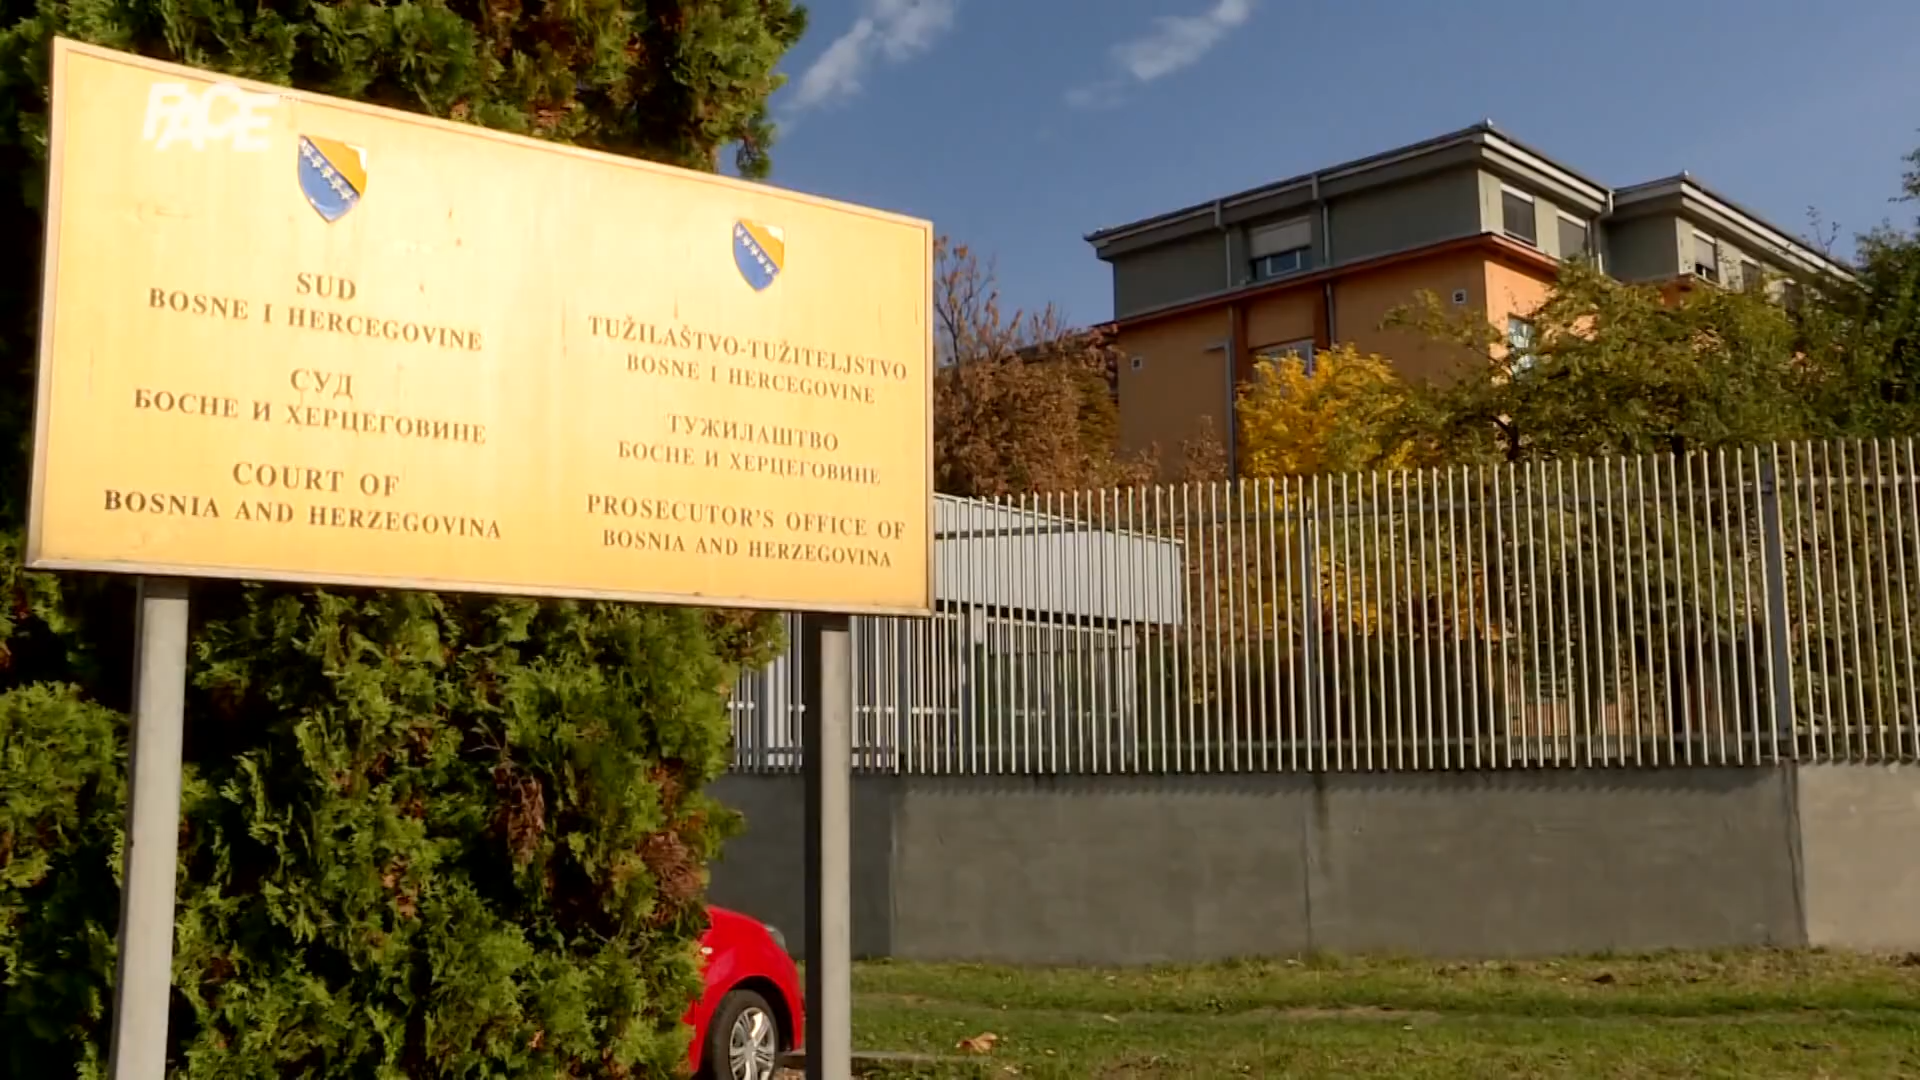 FACE
SUD
BOSNE I HERCEGOVINE
СУД
БОСНЕ И ХЕРЦЕГОВИНЕ
COURT OF
BOSNIA AND HERZEGOVINA
TUŽILAŠTVO-TUŽITELJSTVO
BOSNE I HERCEGOVINE
ТУЖИЛАШТВО
БОСНЕ И ХЕРЦЕГОВИНЕ
PROSECUTOR'S OFFICE OF
BOSNIA AND HERZEGOVINA